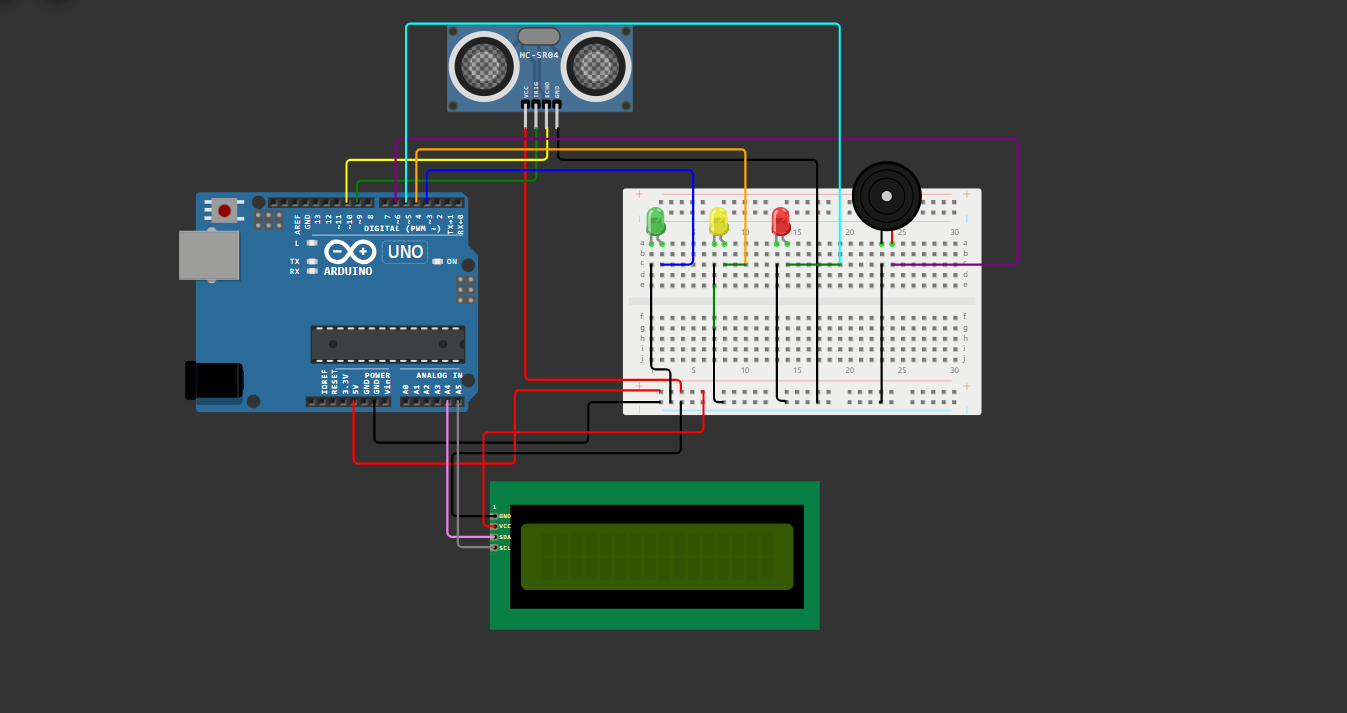 HC-SR04
VCC
TRIG
ECHO
GND
AREF
GND
13
12
~11
~10
~9
8
7
~6
~5
4
~3
2
TX→1
RX←0
DIGITAL (PWM ~)
L
TX
RX
UNO
ON
ARDUINO
IOREF
RESET
3.3V
5V
GND
GND
Vin
POWER
ANALOG IN
A0
A1
A2
A3
A4
A5
10 15 20 25 30
a a
b b
c
d d
e e
f f
g g
h h
i i
j j
5 10 15 20 25 30
1
GND
VCC
SDA
SCL